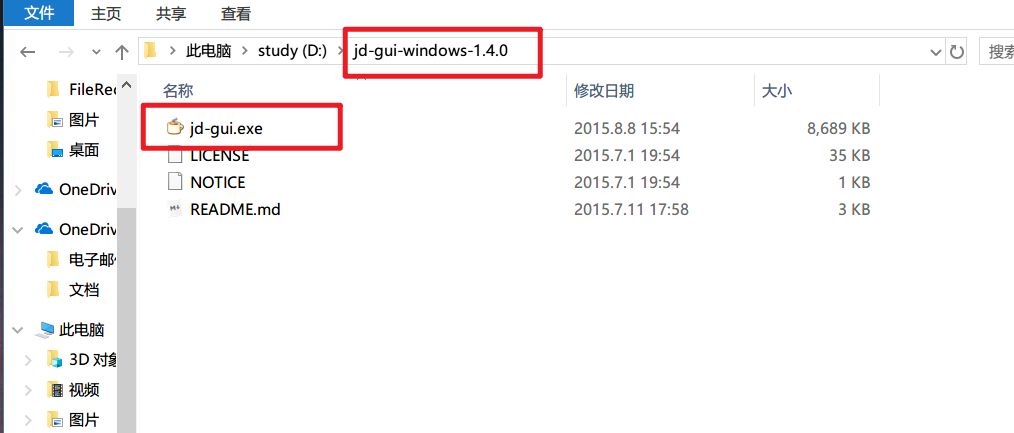 文件 主页 共享 查看
此电脑 study (D:) jd-gui-windows-1.4.0 搜索
名称 修改日期 大小
jd-gui.exe 2015.8.8 15:54 8,689 KB
LICENSE 2015.7.1 19:54 35 KB
NOTICE 2015.7.1 19:54 1 KB
README.md 2015.7.11 17:58 3 KB
FileRec
图片
桌面
OneDriv
OneDriv
电子邮件
文档
此电脑
3D 对象
视频
图片